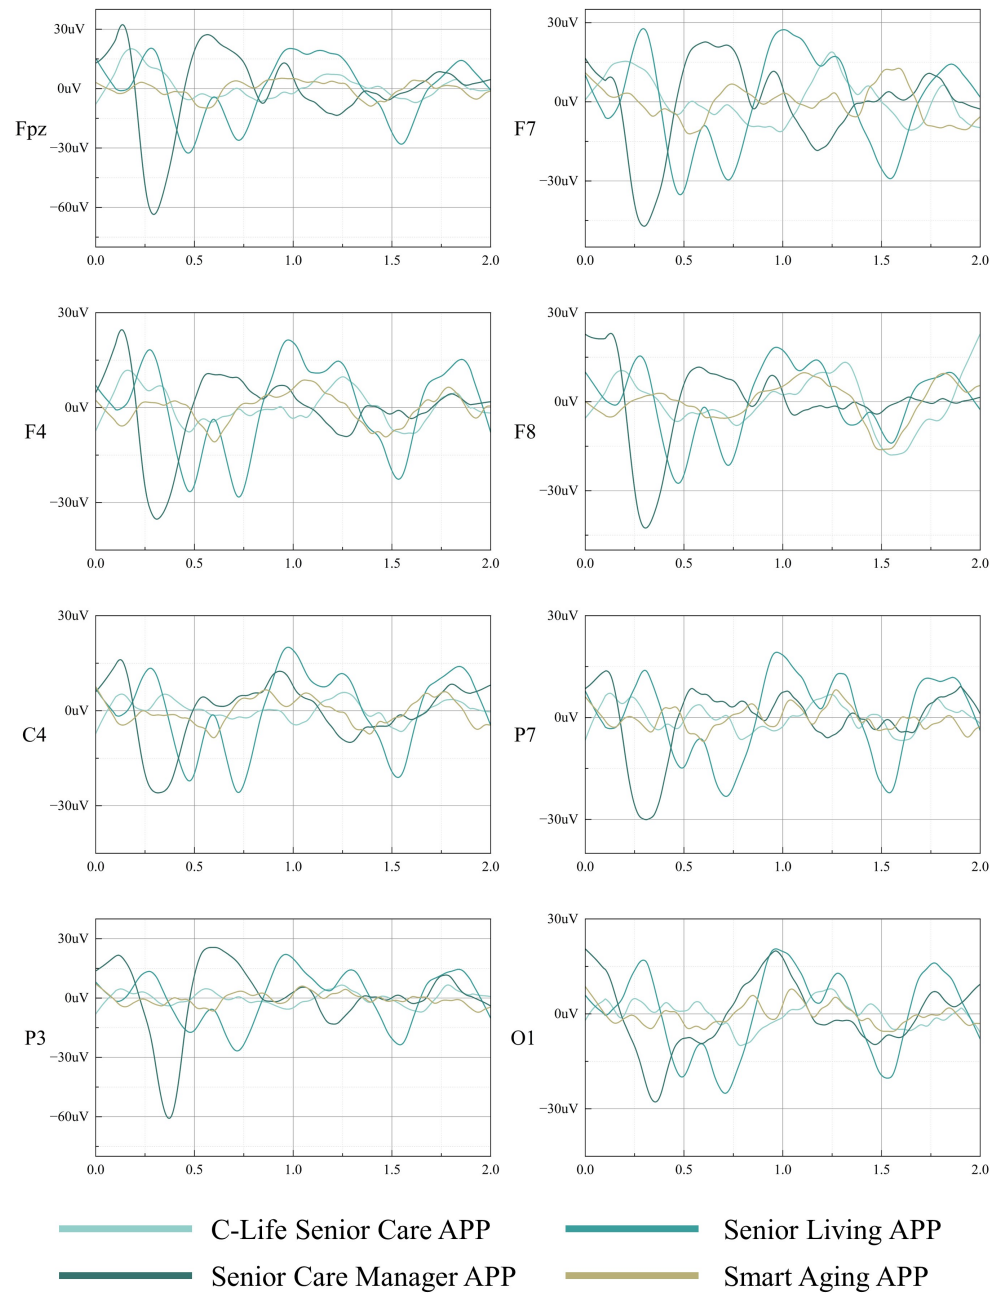 30uV
0uV
−30uV
−60uV
Fpz
0.0 0.5 1.0 1.5 2.0
30uV
0uV
−30uV
F7
0.0 0.5 1.0 1.5 2.0
30uV
0uV
−30uV
F4
0.0 0.5 1.0 1.5 2.0
30uV
0uV
−30uV
F8
0.0 0.5 1.0 1.5 2.0
30uV
0uV
−30uV
C4
0.0 0.5 1.0 1.5 2.0
30uV
0uV
−30uV
P7
0.0 0.5 1.0 1.5 2.0
30uV
0uV
−30uV
−60uV
P3
0.0 0.5 1.0 1.5 2.0
30uV
0uV
−30uV
O1
0.0 0.5 1.0 1.5 2.0
C-Life Senior Care APP
Senior Living APP
Senior Care Manager APP
Smart Aging APP